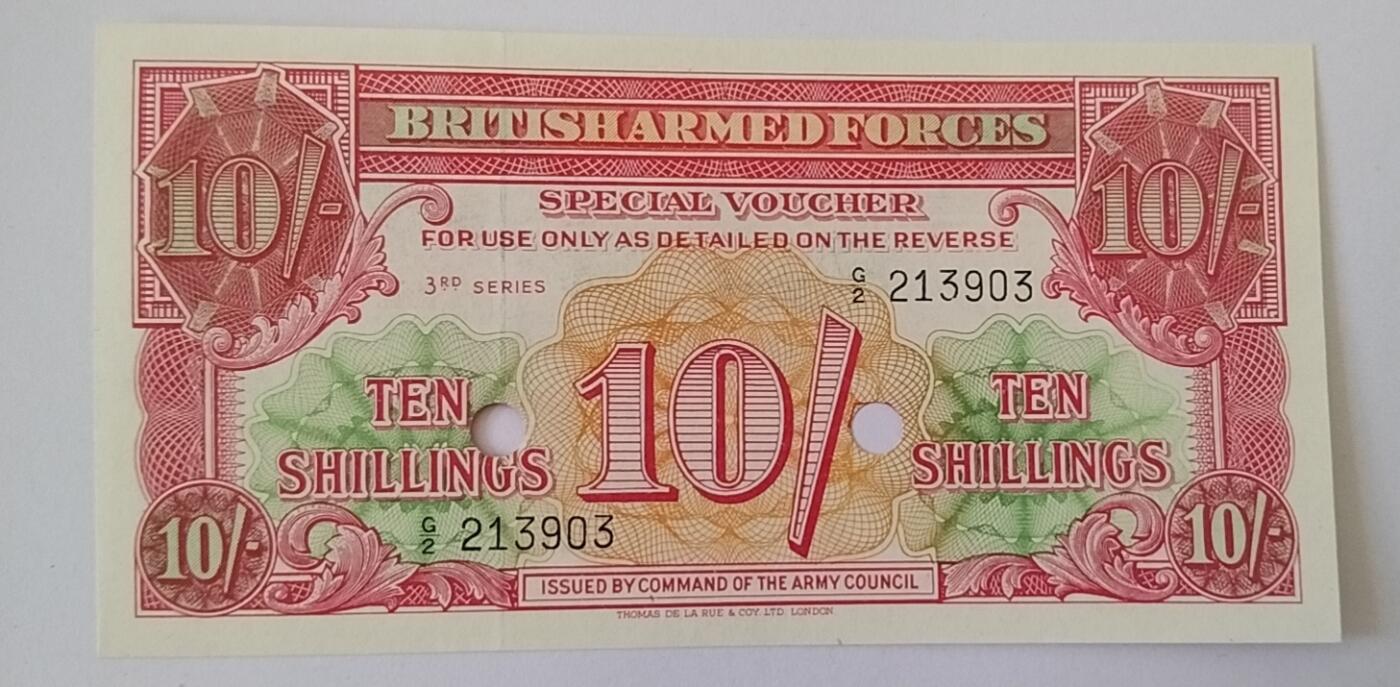 BRITISH ARMED FORCES
10/-
10/-
SPECIAL VOUCHER
FOR USE ONLY AS DETAILED ON THE REVERSE
3RD SERIES
G/2 213903
TEN SHILLINGS
10/
TEN SHILLINGS
G/2 213903
10/-
10/-
ISSUED BY COMMAND OF THE ARMY COUNCIL
THOMAS DE LA RUE & COY. LTD. LONDON